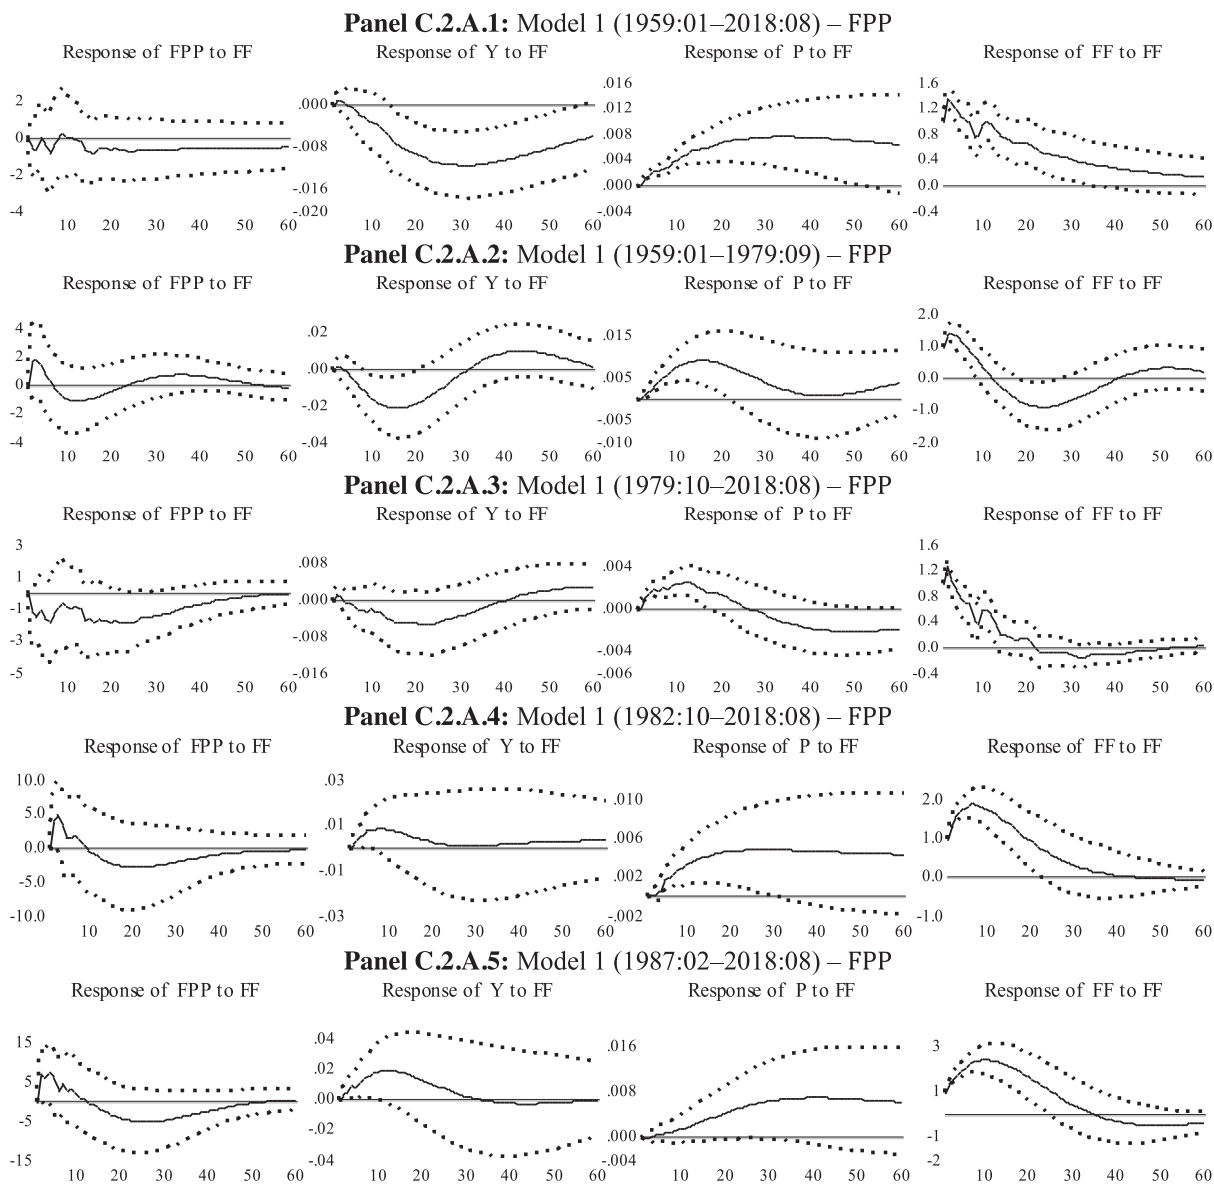 Panel C.2.A.1: Model 1 (1959:01–2018:08) – FPP
Response of FPP to FF
2
0
-2
-4
10 20 30 40 50 60
Response of Y to FF
.000
-.008
-.016
-.020
10 20 30 40 50 60
Response of P to FF
.016
.012
.008
.004
.000
-.004
10 20 30 40 50 60
Response of FF to FF
1.6
1.2
0.8
0.4
0.0
-0.4
10 20 30 40 50 60
Panel C.2.A.2: Model 1 (1959:01–1979:09) – FPP
Response of FPP to FF
4
2
0
-2
-4
10 20 30 40 50 60
Response of Y to FF
.02
.00
-.02
-.04
10 20 30 40 50 60
Response of P to FF
.015
.005
-.005
-.010
10 20 30 40 50 60
Response of FF to FF
2.0
1.0
0.0
-1.0
-2.0
10 20 30 40 50 60
Panel C.2.A.3: Model 1 (1979:10–2018:08) – FPP
Response of FPP to FF
3
1
-1
-3
-5
10 20 30 40 50 60
Response of Y to FF
.008
.000
-.008
-.016
10 20 30 40 50 60
Response of P to FF
.004
.000
-.004
-.006
10 20 30 40 50 60
Response of FF to FF
1.6
1.2
0.8
0.4
0.0
-0.4
10 20 30 40 50 60
Panel C.2.A.4: Model 1 (1982:10–2018:08) – FPP
Response of FPP to FF
10.0
5.0
0.0
-5.0
-10.0
10 20 30 40 50 60
Response of Y to FF
.03
.01
-.01
-.03
10 20 30 40 50 60
Response of P to FF
.010
.006
.002
-.002
10 20 30 40 50 60
Response of FF to FF
2.0
1.0
0.0
-1.0
10 20 30 40 50 60
Panel C.2.A.5: Model 1 (1987:02–2018:08) – FPP
Response of FPP to FF
15
5
-5
-15
10 20 30 40 50 60
Response of Y to FF
.04
.02
.00
-.02
-.04
10 20 30 40 50 60
Response of P to FF
.016
.008
.000
-.004
10 20 30 40 50 60
Response of FF to FF
3
1
-1
-2
10 20 30 40 50 60